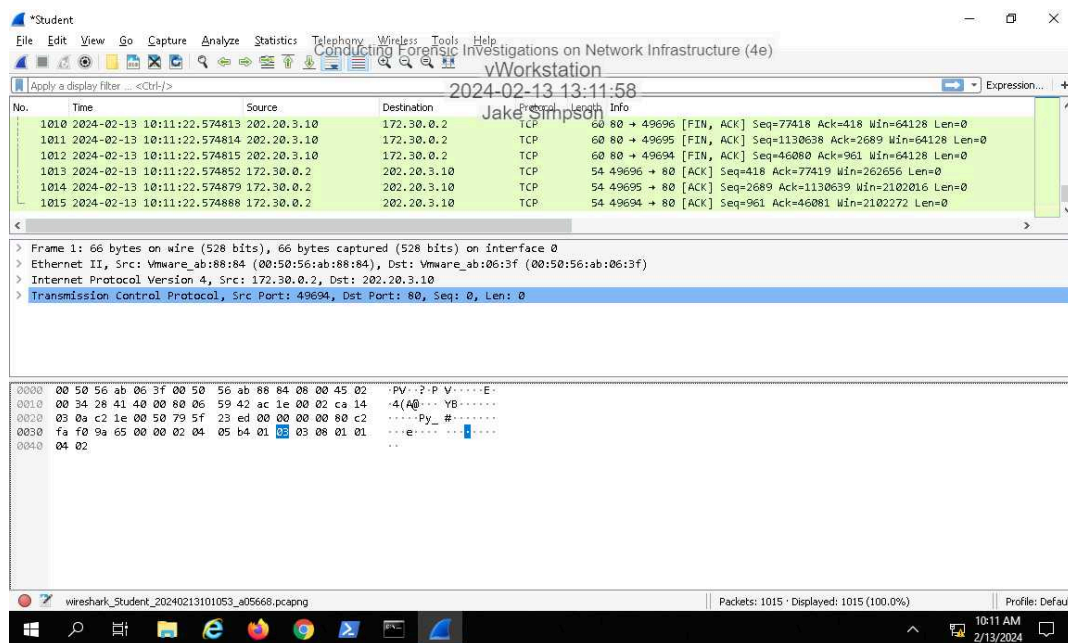 *Student
File Edit View Go Capture Analyze Statistics Telephony Wireless Tools Help
Conducting Forensic Investigations on Network Infrastructure (4e)
vWorkstation
2024-02-13 13:11:58
Jake Simpson
Apply a display filter ... <Ctrl-/>
Expression... +
No. Time Source Destination Protocol Length Info
1010 2024-02-13 10:11:22.574813 202.20.3.10 172.30.0.2 TCP 60 80 → 49696 [FIN, ACK] Seq=77418 Ack=418 Win=64128 Len=0
1011 2024-02-13 10:11:22.574814 202.20.3.10 172.30.0.2 TCP 60 80 → 49695 [FIN, ACK] Seq=1130638 Ack=2689 Win=64128 Len=0
1012 2024-02-13 10:11:22.574815 202.20.3.10 172.30.0.2 TCP 60 80 → 49694 [FIN, ACK] Seq=46080 Ack=961 Win=64128 Len=0
1013 2024-02-13 10:11:22.574852 172.30.0.2 202.20.3.10 TCP 54 49696 → 80 [ACK] Seq=418 Ack=77419 Win=262656 Len=0
1014 2024-02-13 10:11:22.574879 172.30.0.2 202.20.3.10 TCP 54 49695 → 80 [ACK] Seq=2689 Ack=1130639 Win=2102016 Len=0
1015 2024-02-13 10:11:22.574888 172.30.0.2 202.20.3.10 TCP 54 49694 → 80 [ACK] Seq=961 Ack=46081 Win=2102272 Len=0
> Frame 1: 66 bytes on wire (528 bits), 66 bytes captured (528 bits) on interface 0
> Ethernet II, Src: Vmware_ab:88:84 (00:50:56:ab:88:84), Dst: Vmware_ab:06:3f (00:50:56:ab:06:3f)
> Internet Protocol Version 4, Src: 172.30.0.2, Dst: 202.20.3.10
> Transmission Control Protocol, Src Port: 49694, Dst Port: 80, Seq: 0, Len: 0
0000 00 50 56 ab 06 3f 00 50 56 ab 88 84 08 00 45 02 ·PV··?·P V·····E·
0010 00 34 28 41 40 00 80 06 59 42 ac 1e 00 02 ca 14 ·4(A@··· YB······
0020 03 0a c2 1e 00 50 79 5f 23 ed 00 00 00 00 80 c2 ·····Py_ #·······
0030 fa f0 9a 65 00 00 02 04 05 b4 01 03 03 08 01 01 ···e···· ········
0040 04 02 ··
wireshark_Student_20240213101053_a05668.pcapng
Packets: 1015 · Displayed: 1015 (100.0%)
Profile: Defau
10:11 AM
2/13/2024